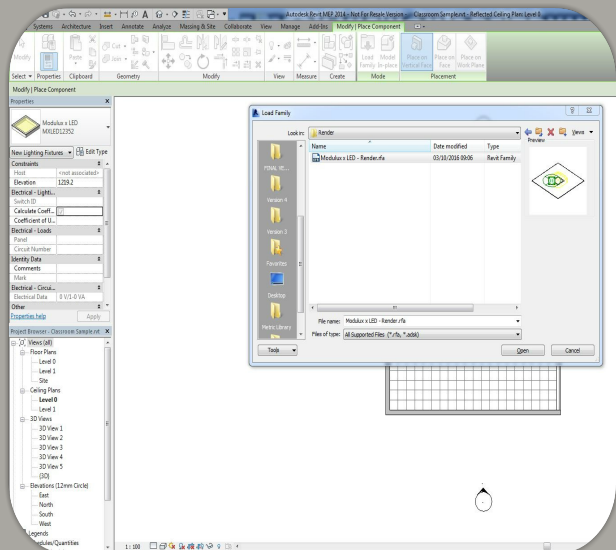 Autodesk Revit MEP 2014 - Not For Resale Version - Classroom Sample.rvt - Reflected Ceiling Plan: Level 0
Systems Architecture Insert Annotate Analyze Massing & Site Collaborate View Manage Add-Ins Modify | Place Component
Modify
Paste
Cut
Join
Load Family
Model In-place
Place on Vertical Face
Place on Face
Place on Work Plane
Select Properties Clipboard Geometry Modify View Measure Create Mode Placement
Modify | Place Component
Properties X
Modulux x LED
MXLED12352
New Lighting Fixtures Edit Type
Constraints
Host <not associated>
Elevation 1219.2
Electrical - Lighti...
Switch ID
Calculate Coeff...
Coefficient of U...
Electrical - Loads
Panel
Circuit Number
Identity Data
Comments
Mark
Electrical - Circui...
Electrical Data 0 V/1-0 VA
Other
Properties help Apply
Project Browser - Classroom Sample.rvt X
Views (all)
Floor Plans
Level 0
Level 1
Site
Ceiling Plans
Level 0
Level 1
3D Views
3D View 1
3D View 2
3D View 3
3D View 4
3D View 5
{3D}
Elevations (12mm Circle)
East
North
South
West
Legends
Schedules/Quantities
1 : 100
Load Family ? X
Look in: Render Views
Name Date modified Type
Modulux x LED - Render.rfa 03/10/2016 09:06 Revit Family
Preview
FINAL VE...
Version 4
Version 3
Favorites
Desktop
Metric Library
File name: Modulux x LED - Render.rfa
Files of type: All Supported Files (*.rfa, *.adsk)
Tools Open Cancel